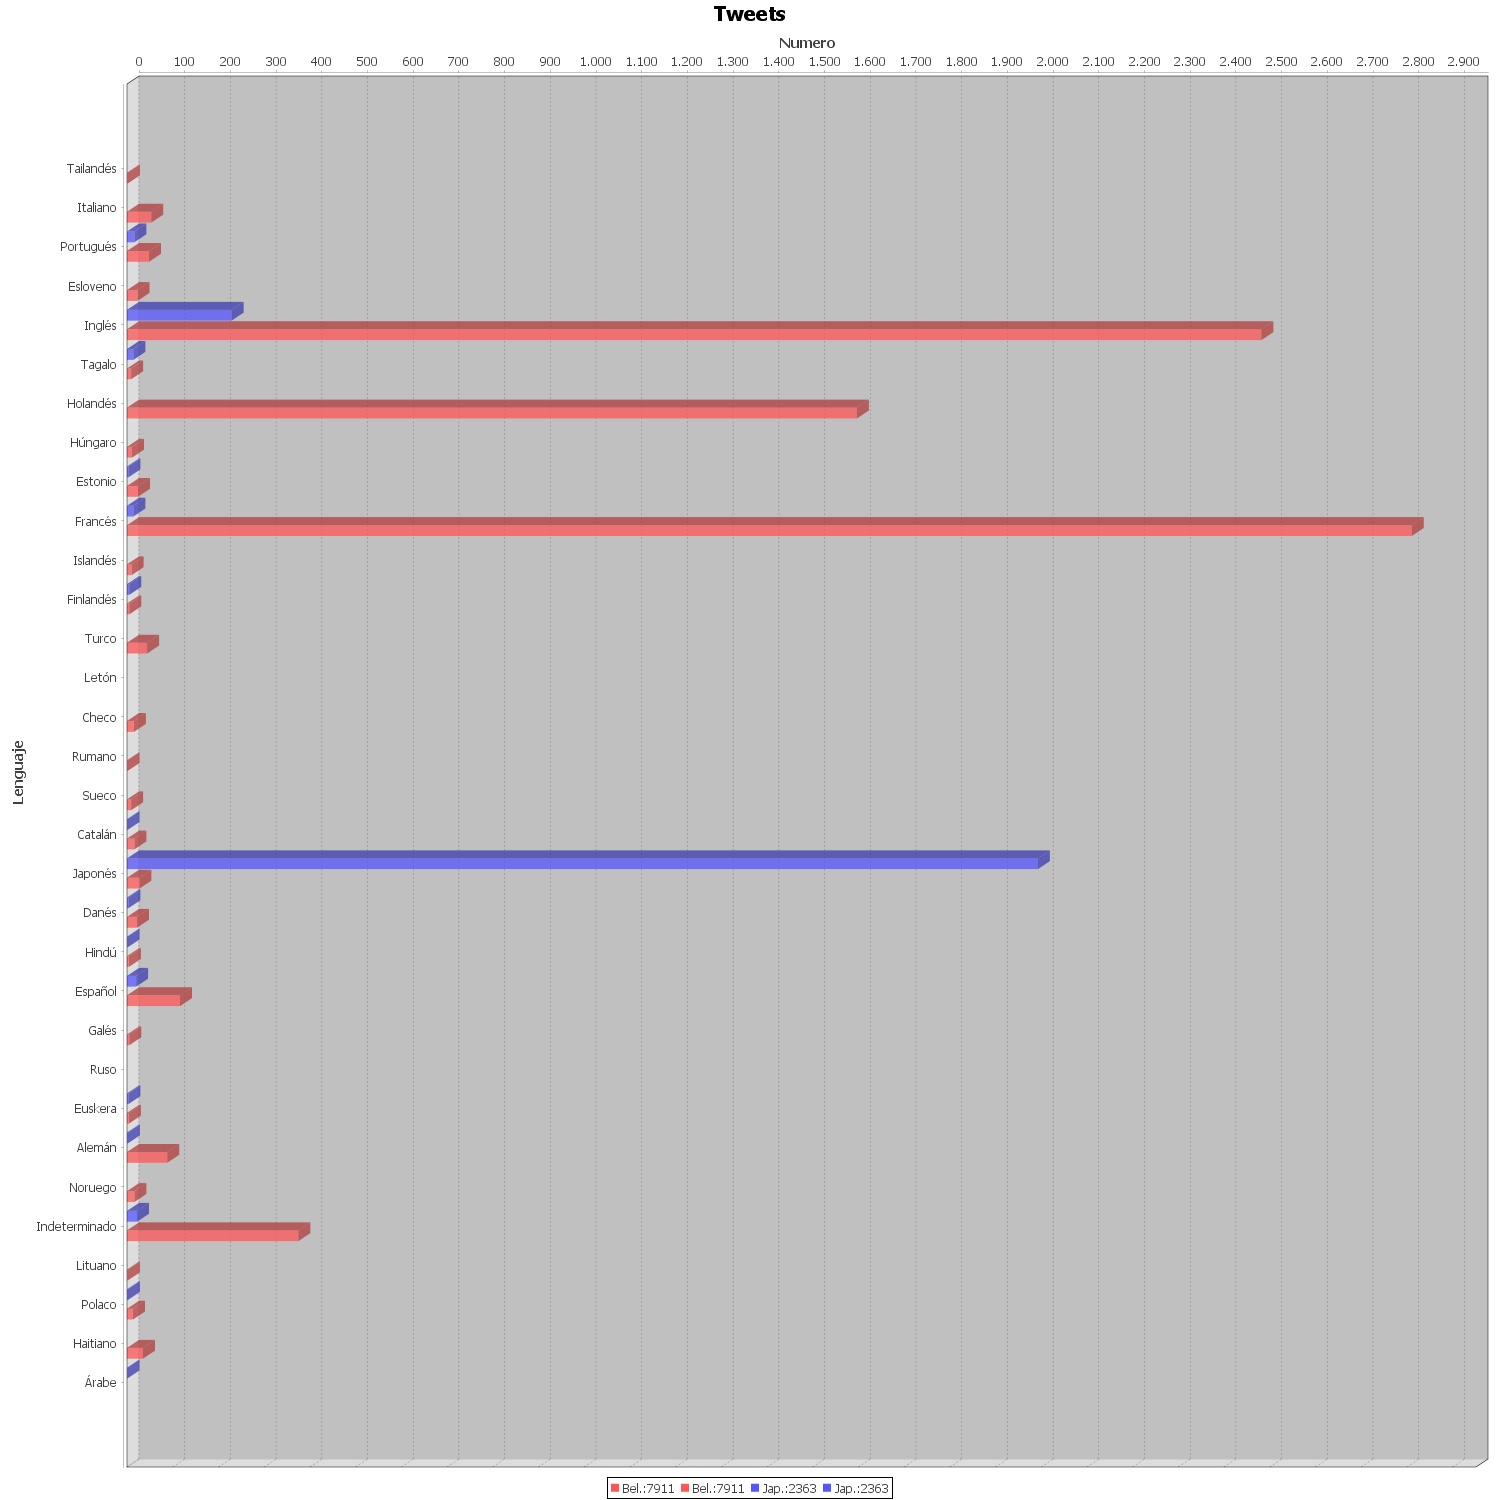 Tweets
Numero
0 100 200 300 400 500 600 700 800 900 1.000 1.100 1.200 1.300 1.400 1.500 1.600 1.700 1.800 1.900 2.000 2.100 2.200 2.300 2.400 2.500 2.600 2.700 2.800 2.900
Tailandés
Italiano
Portugués
Esloveno
Inglés
Tagalo
Holandés
Húngaro
Estonio
Francés
Islandés
Finlandés
Turco
Letón
Checo
Rumano
Sueco
Catalán
Japonés
Danés
Hindú
Español
Galés
Ruso
Euskera
Alemán
Noruego
Indeterminado
Lituano
Polaco
Haitiano
Árabe
Lenguaje
Bel.:7911 Bel.:7911 Jap.:2363 Jap.:2363